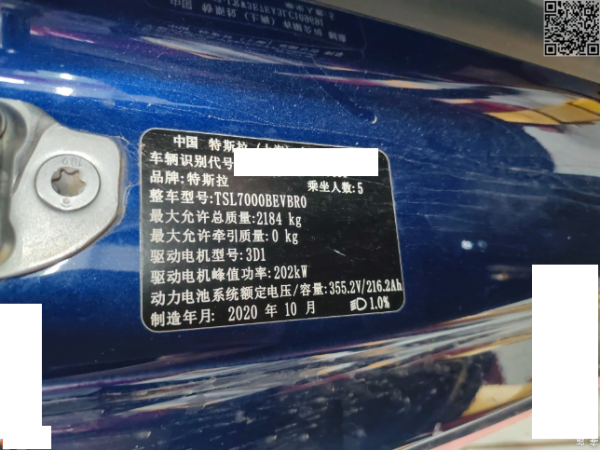 中国 特斯拉(上海)
车辆识别代号
品牌:特斯拉 乘坐人数:5
整车型号:TSL7000BEVBR0
最大允许总质量:2184 kg
最大允许牵引质量:0 kg
驱动电机型号:3D1
驱动电机峰值功率:202kW
动力电池系统额定电压/容量:355.2V/216.2Ah
制造年月: 2020 年 10 月 1.0%